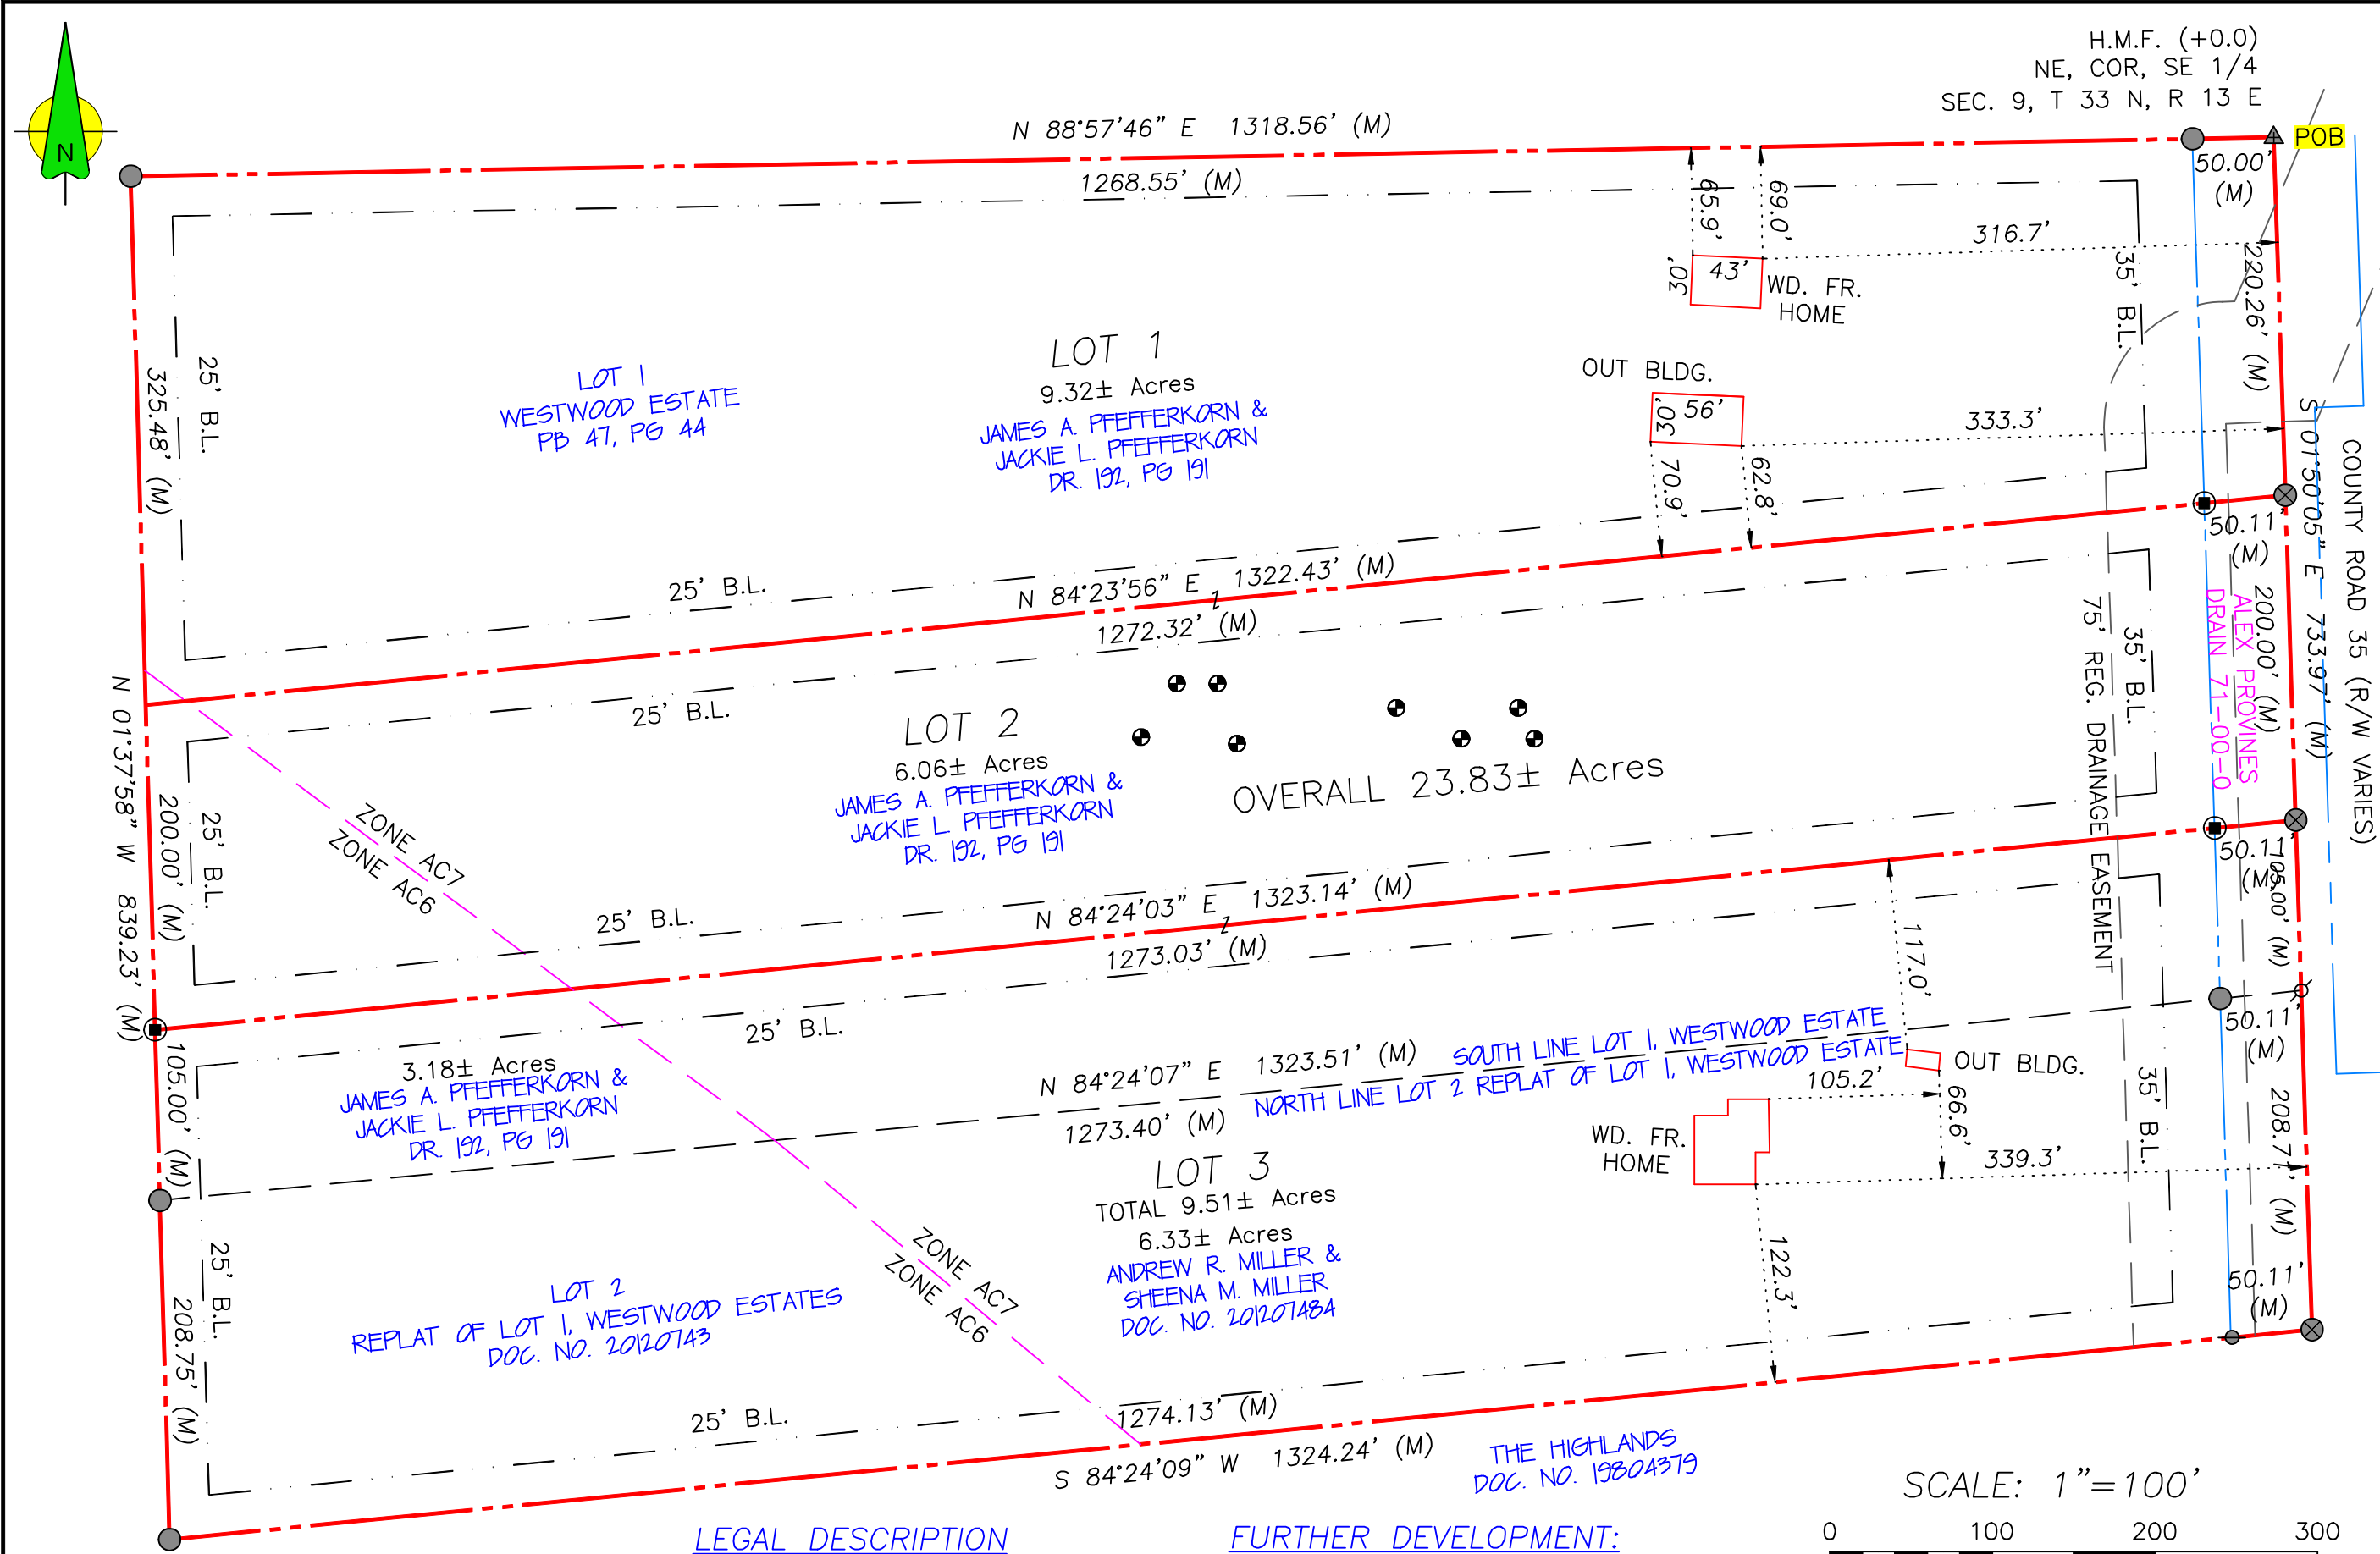 H.M.F. (+0.0)
NE, COR, SE 1/4
SEC. 9, T 33 N, R 13 E
N
POB
N 88°57'46" E 1318.56' (M)
1268.55' (M)
50.00'
(M)
65.9'
69.0'
316.7'
30'
43'
WD. FR.
HOME
35' B.L.
220.26' (M)
25' B.L.
325.48' (M)
LOT 1
WESTWOOD ESTATE
PB 47, PG 44
LOT 1
9.32± Acres
JAMES A. PFEFFERKORN &
JACKIE L. PFEFFERKORN
DR. 192, PG 191
OUT BLDG.
30'
56'
333.3'
70.9'
62.8'
S 01°50'05" E 733.97' (M)
COUNTY ROAD 35 (R/W VARIES)
50.11'
(M)
25' B.L.
N 84°23'56" E 1322.43' (M)
1272.32' (M)
25' B.L.
Z
N 01°37'58" W 839.23' (M)
200.00' (M)
25' B.L.
ZONE AC7
ZONE AC6
LOT 2
6.06± Acres
JAMES A. PFEFFERKORN &
JACKIE L. PFEFFERKORN
DR. 192, PG 191
OVERALL 23.83± Acres
75' REG. DRAINAGE EASEMENT
35' B.L.
ALEX PROVINES
DRAIN 71-00-0
200.00' (M)
50.11'
(M)
105.00' (M)
25' B.L.
N 84°24'03" E 1323.14' (M)
1273.03' (M)
25' B.L.
Z
117.0'
105.00' (M)
3.18± Acres
JAMES A. PFEFFERKORN &
JACKIE L. PFEFFERKORN
DR. 192, PG 191
N 84°24'07" E 1323.51' (M)
1273.40' (M)
SOUTH LINE LOT 1, WESTWOOD ESTATE
NORTH LINE LOT 2 REPLAT OF LOT 1, WESTWOOD ESTATE
OUT BLDG.
50.11'
(M)
105.2'
66.6'
35' B.L.
208.71' (M)
WD. FR.
HOME
339.3'
LOT 3
TOTAL 9.51± Acres
6.33± Acres
ANDREW R. MILLER &
SHEENA M. MILLER
DOC. NO. 201207484
ZONE AC7
ZONE AC6
122.3'
50.11'
(M)
25' B.L.
208.75' (M)
LOT 2
REPLAT OF LOT 1, WESTWOOD ESTATES
DOC. NO. 20120743
25' B.L.
1274.13' (M)
S 84°24'09" W 1324.24' (M)
THE HIGHLANDS
DOC. NO. 19804379
SCALE: 1"=100'
0 100 200 300
LEGAL DESCRIPTION
FURTHER DEVELOPMENT: